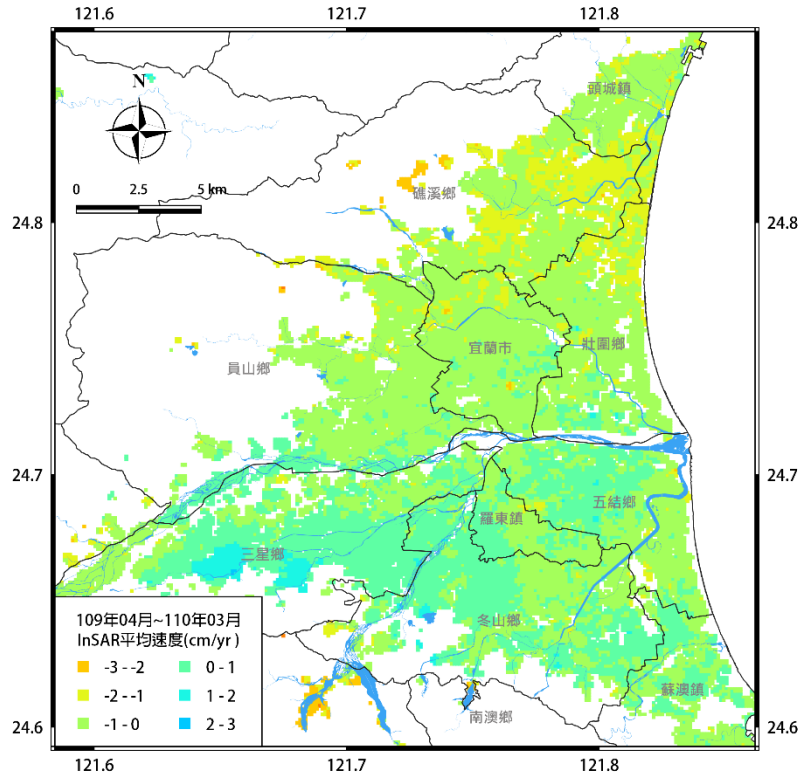 121.6 121.7 121.8
N
頭城鎮
0 2.5 5 km
礁溪鄉
24.8 24.8
宜蘭市
壯圍鄉
員山鄉
24.7 24.7
五結鄉
羅東鎮
三星鄉
冬山鄉
蘇澳鎮
南澳鄉
109年04月~110年03月
InSAR平均速度(cm/yr)
-3 - -2 0 - 1
-2 - -1 1 - 2
-1 - 0 2 - 3
24.6 24.6
121.6 121.7 121.8